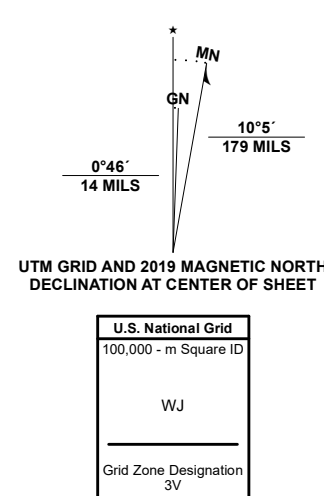 ★
MN
GN
10°5´
179 MILS
0°46´
14 MILS
UTM GRID AND 2019 MAGNETIC NORTH
DECLINATION AT CENTER OF SHEET
U.S. National Grid
100,000 - m Square ID
WJ
Grid Zone Designation
3V